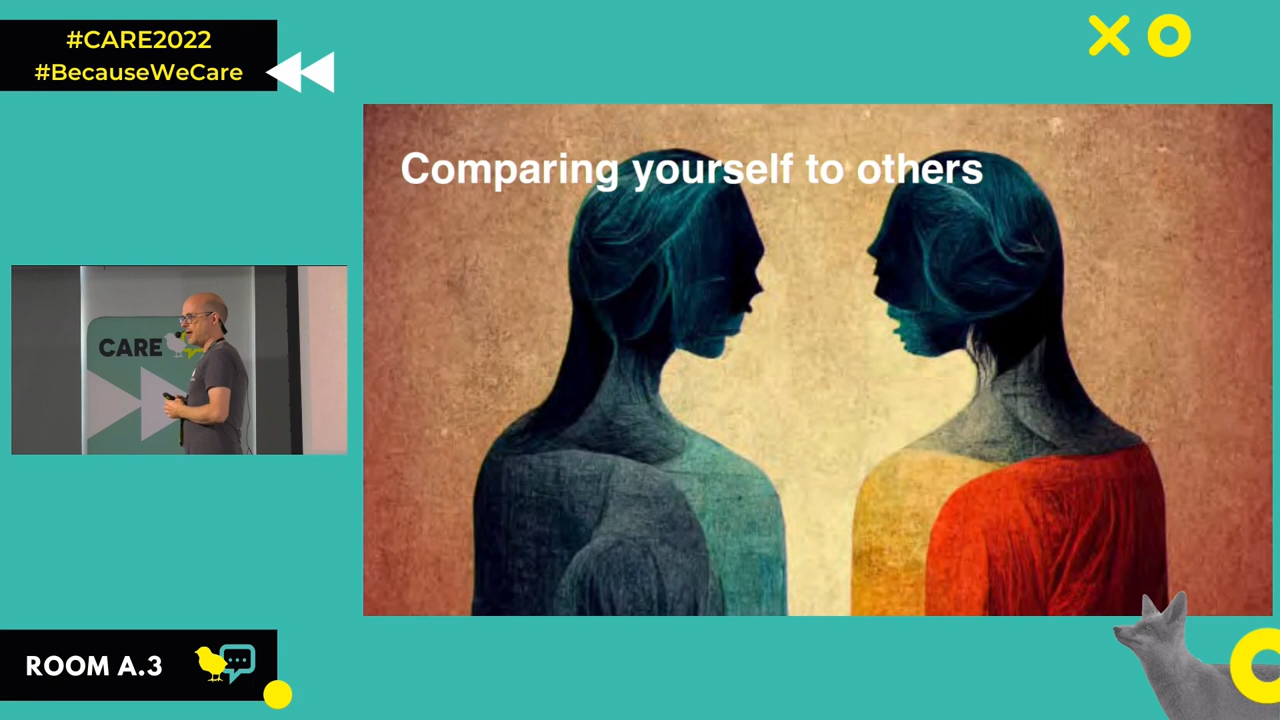 #CARE2022
#BecauseWeCare
Comparing yourself to others
CARE
ROOM A.3